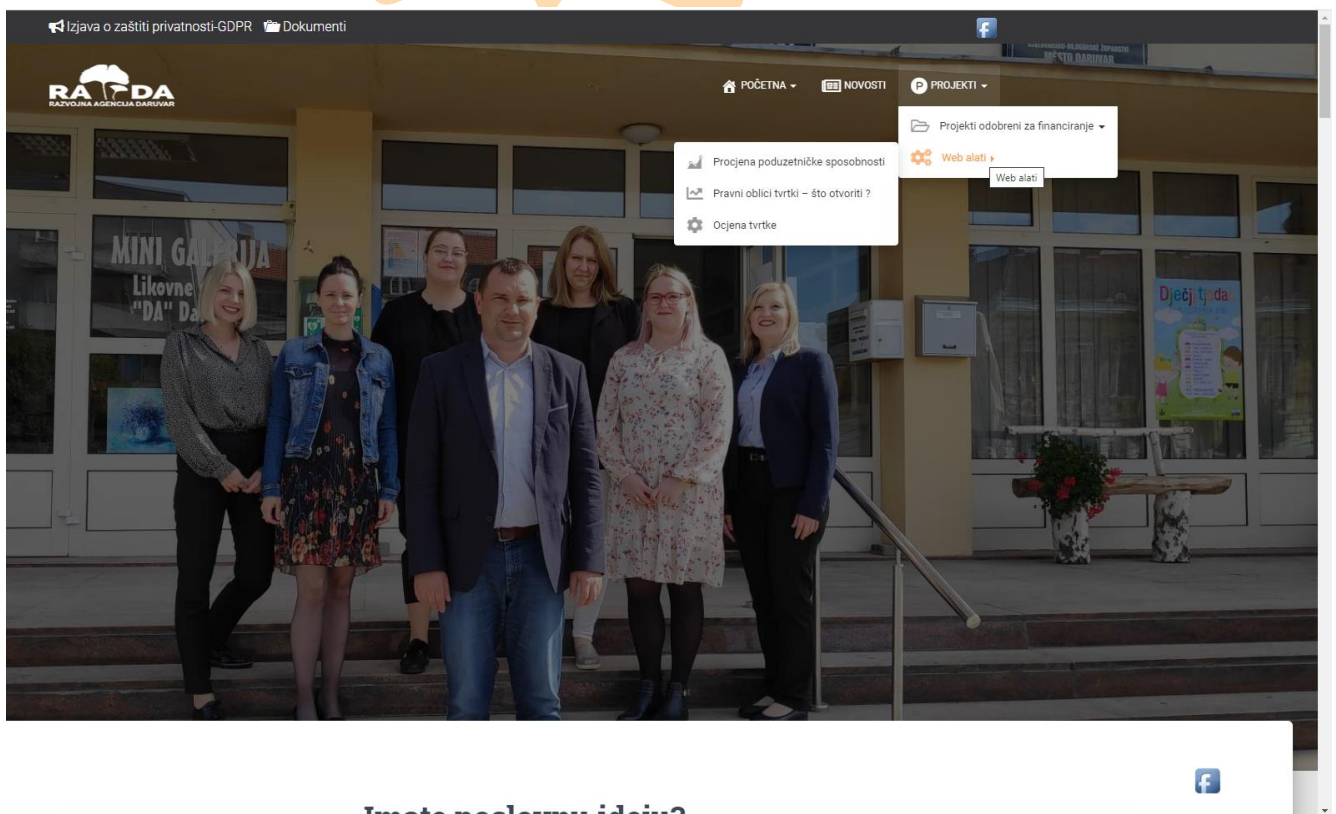 Izjava o zaštiti privatnosti-GDPR Dokumenti
MĚSTO DARUVAR
RA DA
RAZVOJNA AGENCIJA DARUVAR
POČETNA NOVOSTI PROJEKTI
Projekti odobreni za financiranje
Web alati
Web alati
Procjena poduzetničke sposobnosti
Pravni oblici tvrtki – što otvoriti ?
Ocjena tvrtke
MINI GALERIJA
Likovne
"DA" Da
Dječji tjedan
Imate poslovnu ideju?